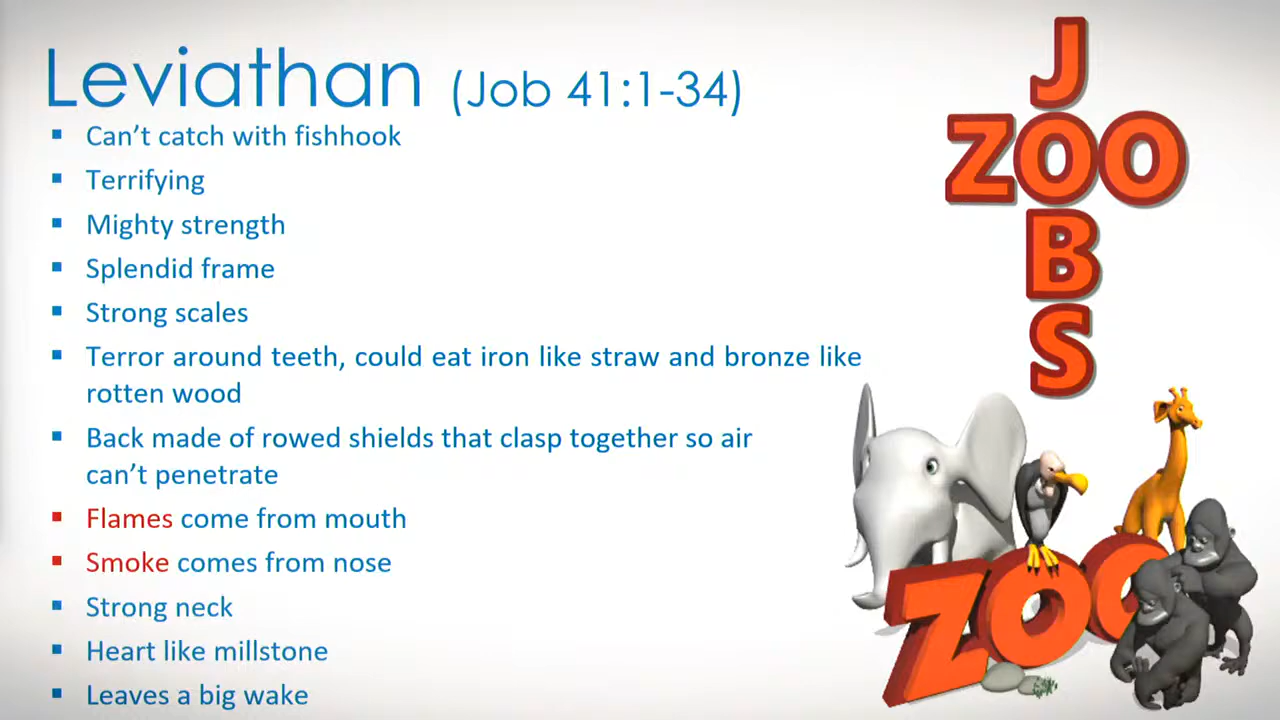 Leviathan (Job 41:1-34)
▪ Can't catch with fishhook
▪ Terrifying
▪ Mighty strength
▪ Splendid frame
▪ Strong scales
▪ Terror around teeth, could eat iron like straw and bronze like
rotten wood
▪ Back made of rowed shields that clasp together so air
can't penetrate
▪ Flames come from mouth
▪ Smoke comes from nose
▪ Strong neck
▪ Heart like millstone
▪ Leaves a big wake
J
ZOO
B
S
ZOO